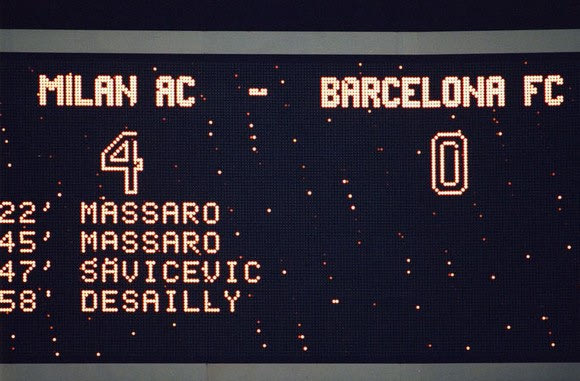 MILAN AC - BARCELONA FC
4 0
22' MASSARO
45' MASSARO
47' SAVICEVIC
58' DESAILLY